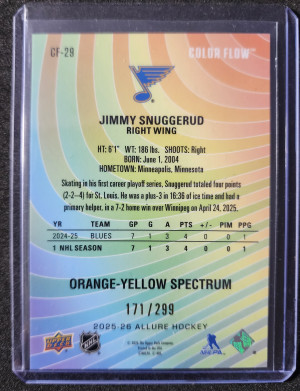 CF-29
COLOR FLOW
JIMMY SNUGGERUD
RIGHT WING
HT: 6'1" WT: 186 lbs. SHOOTS: Right
BORN: June 1, 2004
HOMETOWN: Minneapolis, Minnesota
Skating in his first career playoff series, Snuggerud totaled four points
(2-2—4) for St. Louis. He was a plus-3 in 16:36 of ice time and had a
primary helper, in a 7-2 home win over Winnipeg on April 24, 2025.
YR TEAM GP G A PTS +/- PIM PPG
2024-25 BLUES 7 1 3 4 0 0 1
1 NHL SEASON 7 1 3 4 0 0 1
ORANGE-YELLOW SPECTRUM
171/299
2025-26 ALLURE HOCKEY
UPPER DECK
NHL
NHLPA